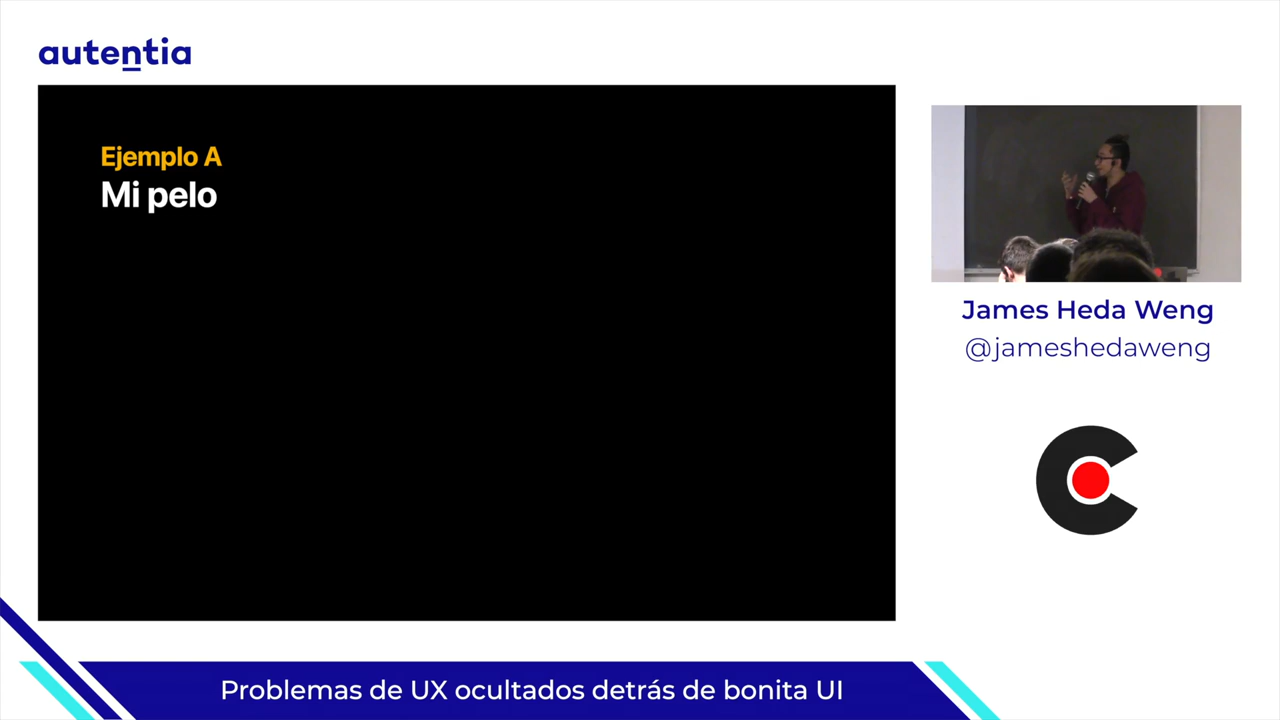 autentia
Ejemplo A
Mi pelo
James Heda Weng
@jameshedaweng
Problemas de UX ocultados detrás de bonita UI